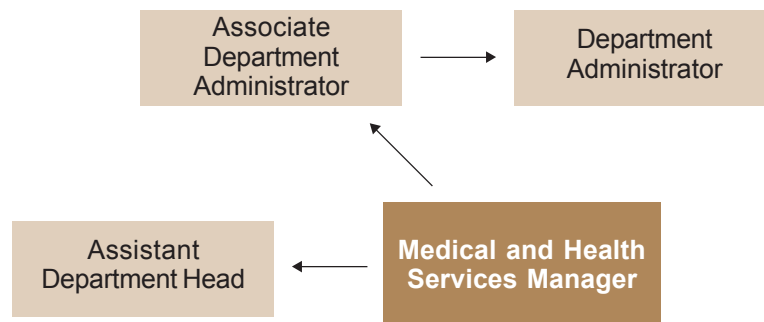 Associate
Department
Administrator
Department
Administrator
Assistant
Department Head
Medical and Health
Services Manager